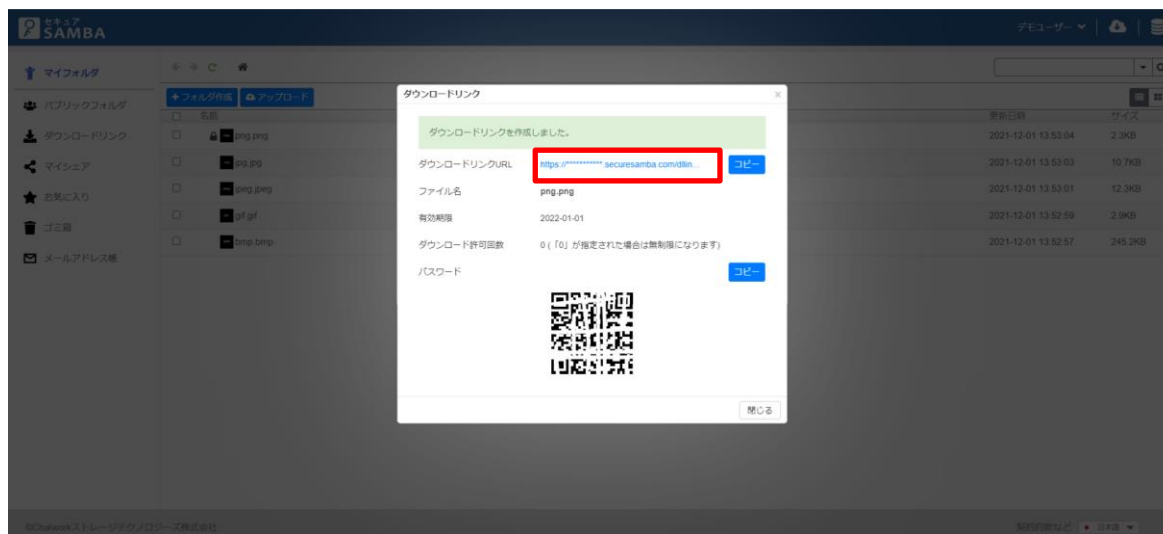 セキュア
SAMBA
デモユーザー
マイフォルダ
パブリックフォルダ
ダウンロードリンク
マイシェア
お気に入り
ゴミ箱
メールアドレス帳
+フォルダ作成 アップロード
名前 更新日時 サイズ
png.png 2021-12-01 13:53:04 2.3KB
jpg.jpg 2021-12-01 13:53:03 10.7KB
jpeg.jpeg 2021-12-01 13:53:01 12.3KB
gif.gif 2021-12-01 13:52:59 2.9KB
bmp.bmp 2021-12-01 13:52:57 245.2KB
ダウンロードリンク ×
ダウンロードリンクを作成しました。
ダウンロードリンクURL https://***********.securesamba.com/dllin... コピー
ファイル名 png.png
有効期限 2022-01-01
ダウンロード許可回数 0 (「0」が指定された場合は無制限になります)
パスワード コピー
閉じる
©Chatworkストレージテクノロジーズ株式会社
日本語